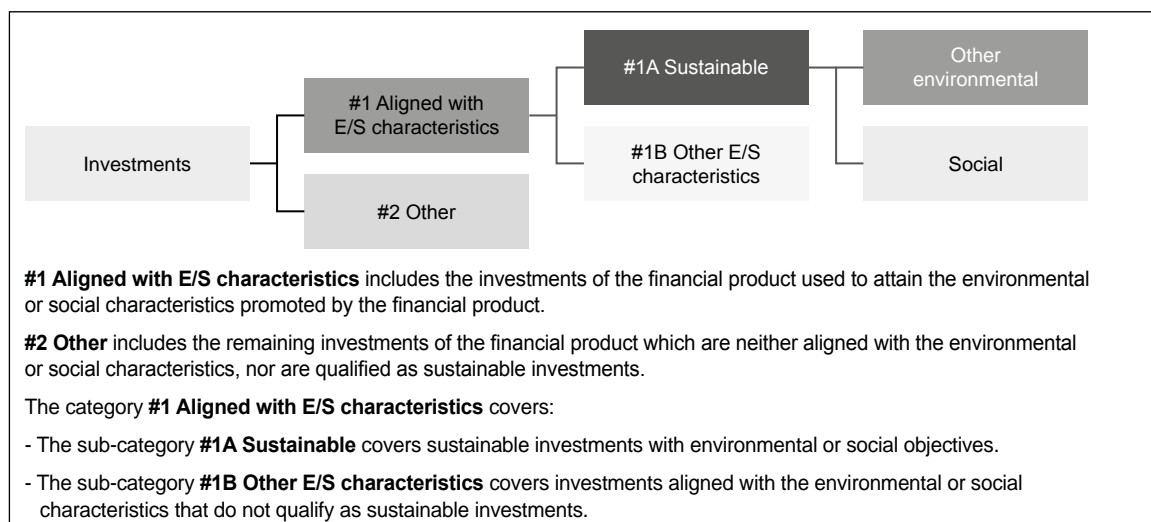 #1A Sustainable
Other
environmental
#1 Aligned with
E/S characteristics
Investments
#1B Other E/S
characteristics
Social
#2 Other
#1 Aligned with E/S characteristics includes the investments of the financial product used to attain the environmental
or social characteristics promoted by the financial product.
#2 Other includes the remaining investments of the financial product which are neither aligned with the environmental
or social characteristics, nor are qualified as sustainable investments.
The category #1 Aligned with E/S characteristics covers:
- The sub-category #1A Sustainable covers sustainable investments with environmental or social objectives.
- The sub-category #1B Other E/S characteristics covers investments aligned with the environmental or social
characteristics that do not qualify as sustainable investments.